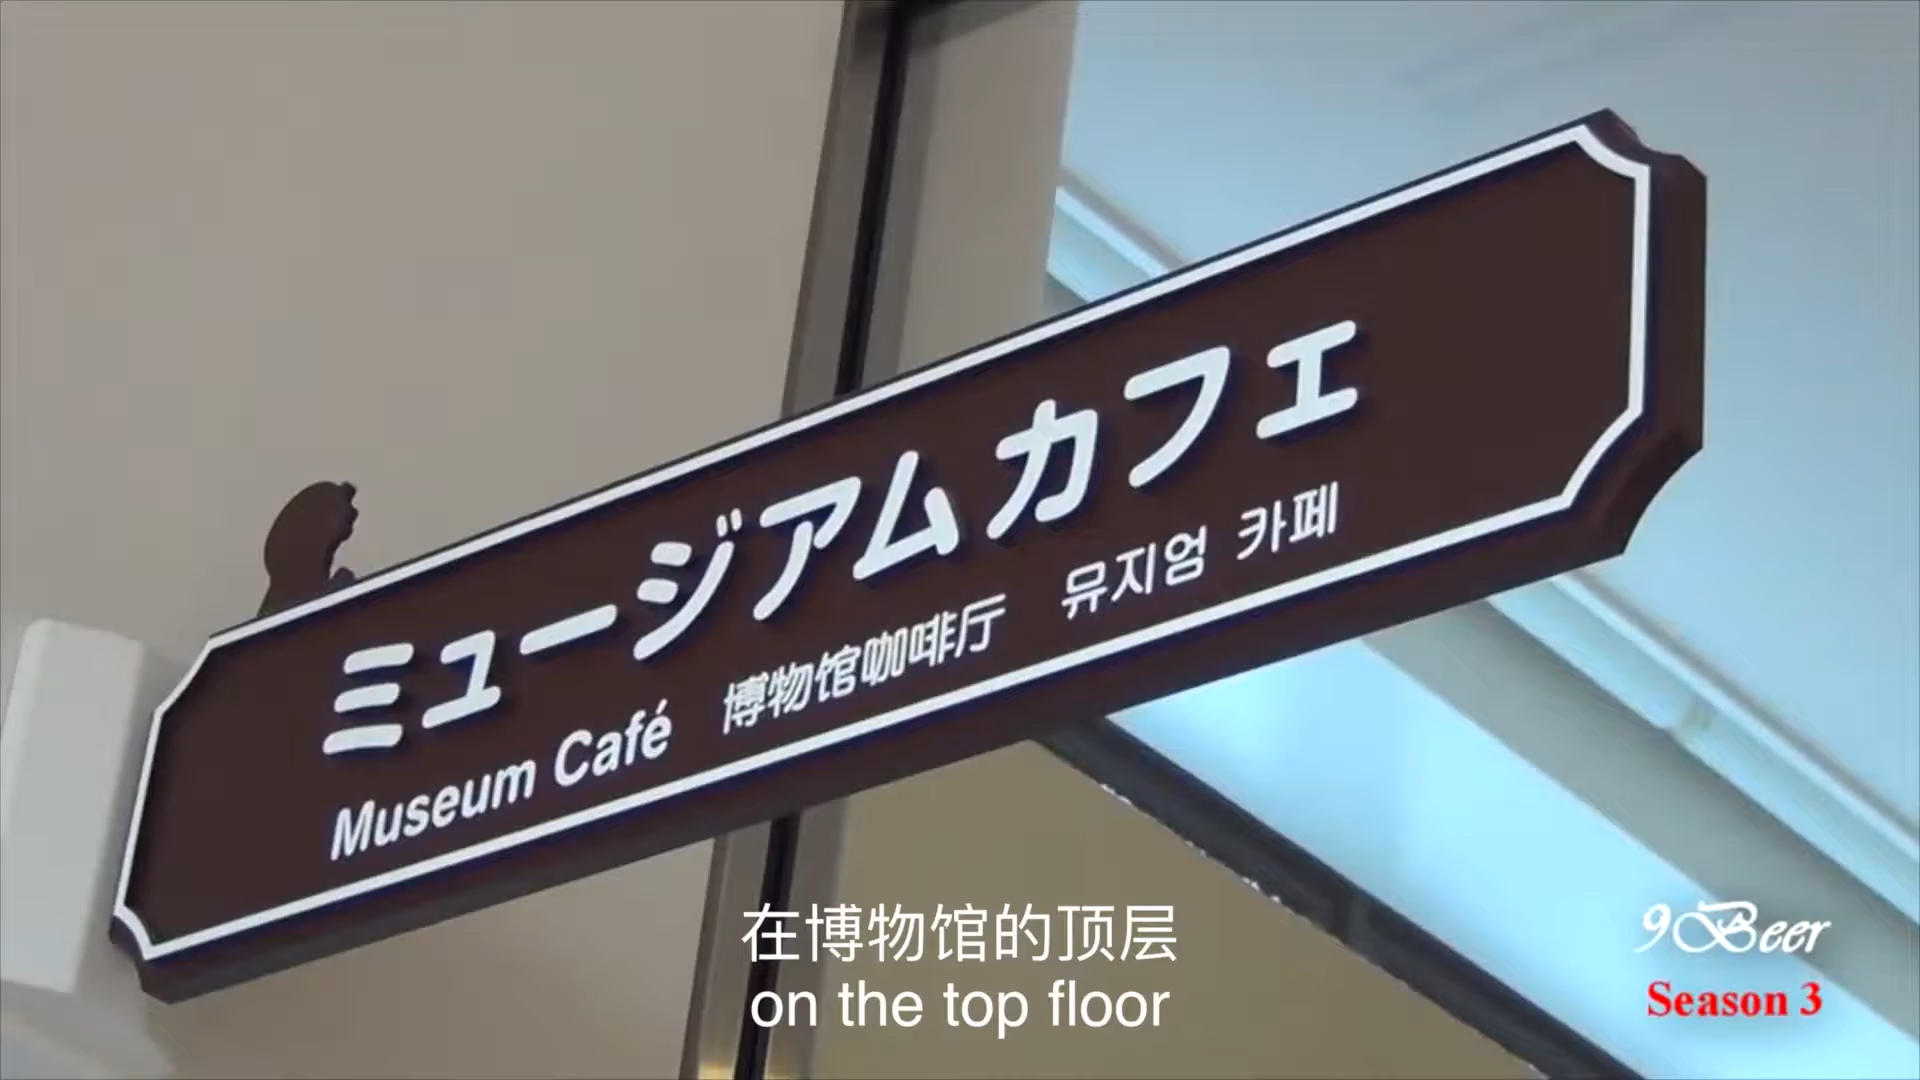 ミュージアム カフェ
Museum Café 博物馆咖啡厅 뮤지엄 카페
在博物馆的顶层
on the top floor
9Beer
Season 3